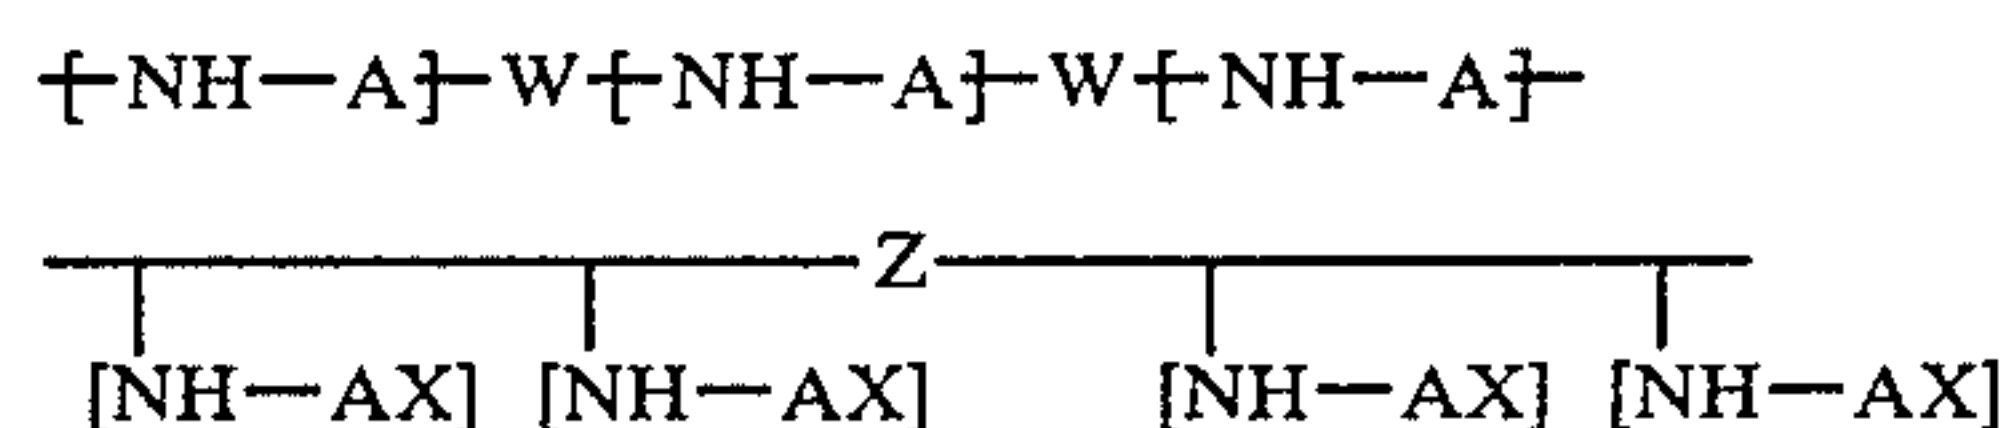 -[-NH—A-]-W-[-NH—A-]-W-[-NH—A-]-
Z
[NH—AX] [NH—AX] [NH—AX] [NH—AX]